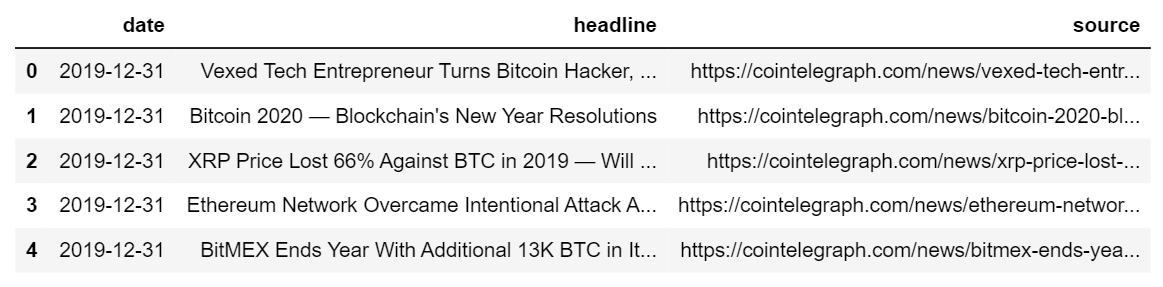 date headline source
0 2019-12-31 Vexed Tech Entrepreneur Turns Bitcoin Hacker, ... https://cointelegraph.com/news/vexed-tech-entr...
1 2019-12-31 Bitcoin 2020 — Blockchain's New Year Resolutions https://cointelegraph.com/news/bitcoin-2020-bl...
2 2019-12-31 XRP Price Lost 66% Against BTC in 2019 — Will ... https://cointelegraph.com/news/xrp-price-lost-...
3 2019-12-31 Ethereum Network Overcame Intentional Attack A... https://cointelegraph.com/news/ethereum-networ...
4 2019-12-31 BitMEX Ends Year With Additional 13K BTC in It... https://cointelegraph.com/news/bitmex-ends-yea...